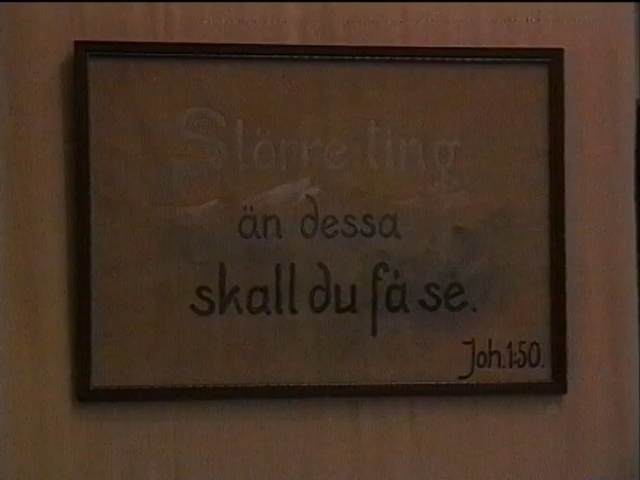 Större ting
än dessa
skall du få se.
Joh. 1:50.